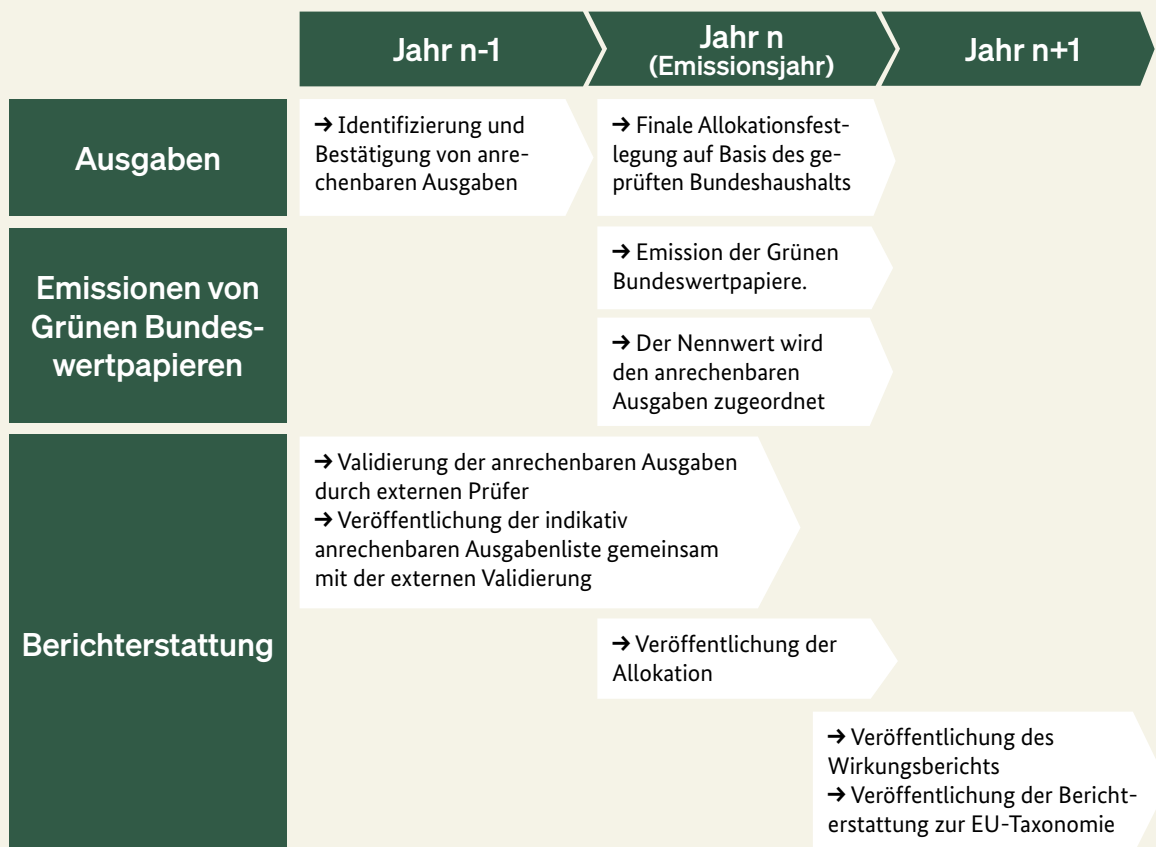 Jahr n-1
Jahr n
(Emissionsjahr)
Jahr n+1
Ausgaben
→ Identifizierung und
Bestätigung von anre-
chenbaren Ausgaben
→ Finale Allokationsfest-
legung auf Basis des ge-
prüften Bundeshaushalts
Emissionen von
Grünen Bundes-
wertpapieren
→ Emission der Grünen
Bundeswertpapiere.
→ Der Nennwert wird
den anrechenbaren
Ausgaben zugeordnet
Berichterstattung
→ Validierung der anrechenbaren Ausgaben
durch externen Prüfer
→ Veröffentlichung der indikativ
anrechenbaren Ausgabenliste gemeinsam
mit der externen Validierung
→ Veröffentlichung der
Allokation
→ Veröffentlichung des
Wirkungsberichts
→ Veröffentlichung der Bericht-
erstattung zur EU-Taxonomie